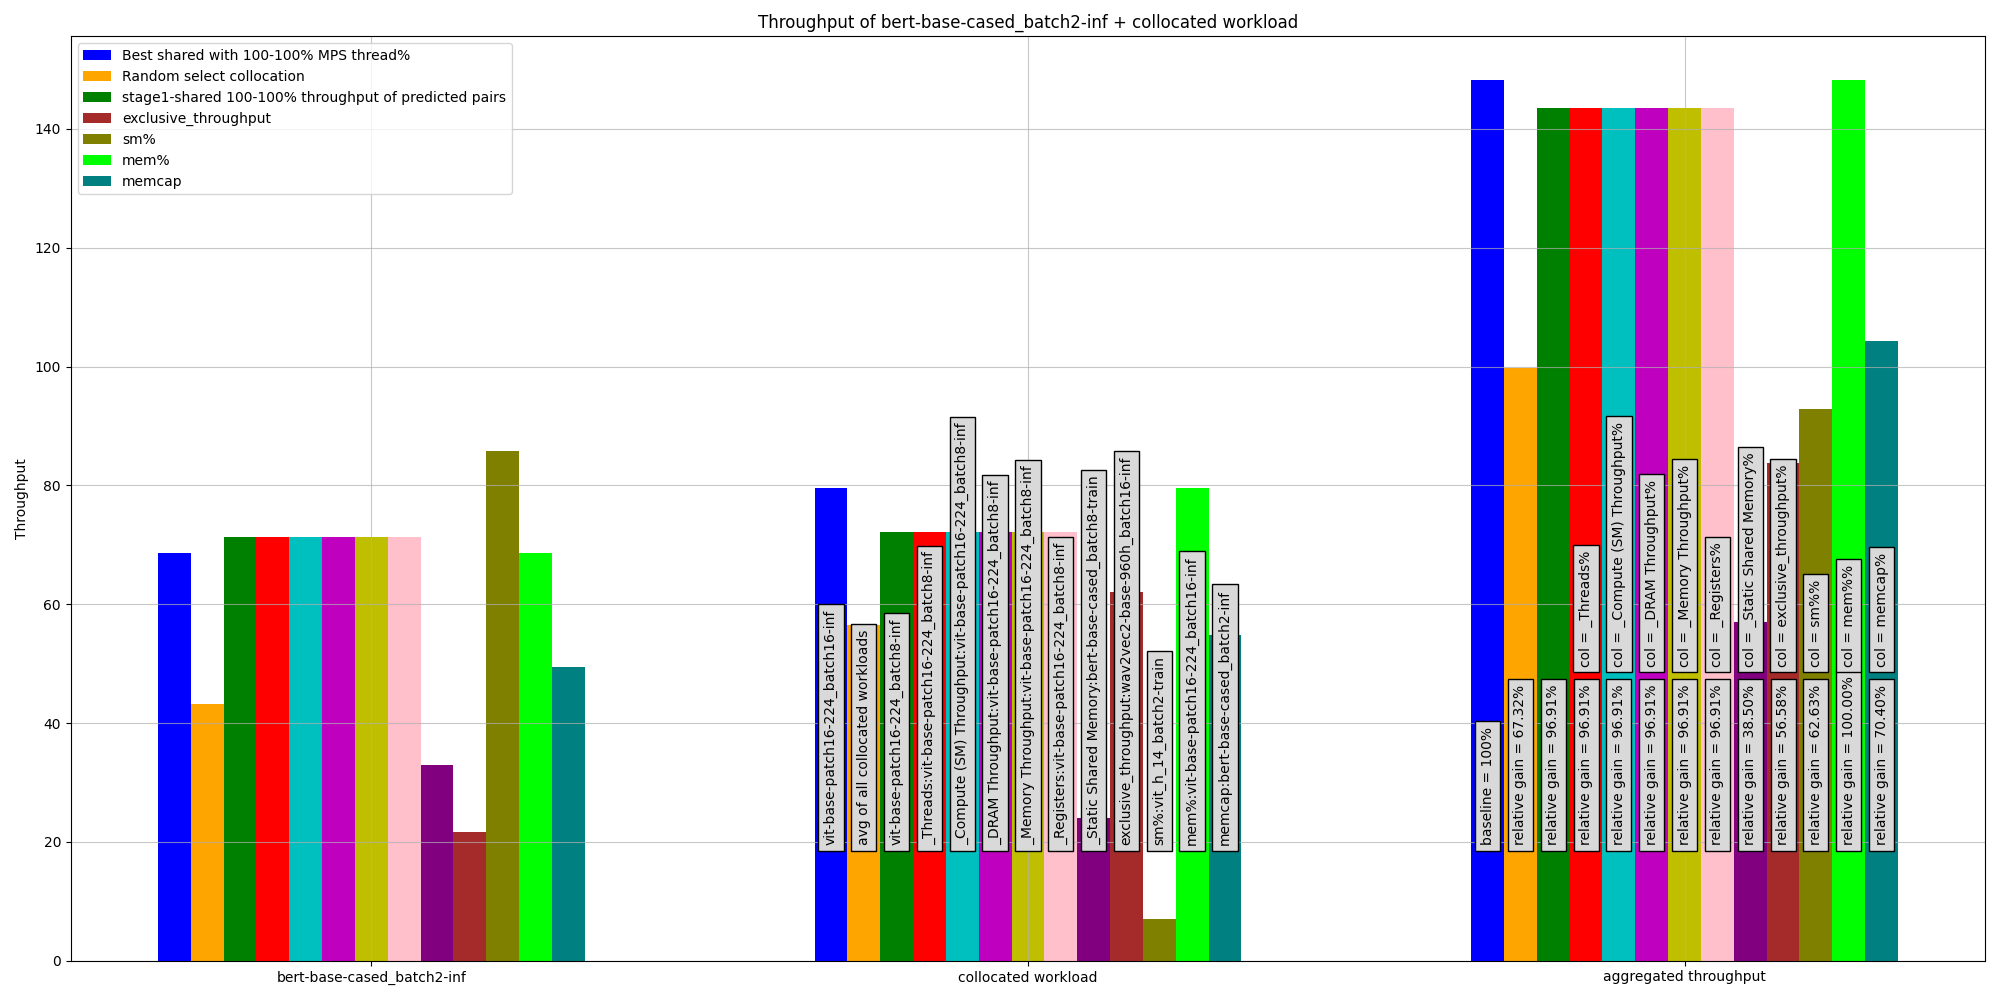 Throughput of bert-base-cased_batch2-inf + collocated workload
Best shared with 100-100% MPS thread%
Random select collocation
stage1-shared 100-100% throughput of predicted pairs
exclusive_throughput
sm%
mem%
memcap
Throughput
140
120
100
80
60
40
20
0
vit-base-patch16-224_batch16-inf
avg of all collocated workloads
vit-base-patch16-224_batch8-inf
_Threads:vit-base-patch16-224_batch8-inf
_Compute (SM) Throughput:vit-base-patch16-224_batch8-inf
_DRAM Throughput:vit-base-patch16-224_batch8-inf
_Memory Throughput:vit-base-patch16-224_batch8-inf
_Registers:vit-base-patch16-224_batch8-inf
_Static Shared Memory:bert-base-cased_batch8-train
exclusive_throughput:wav2vec2-base-960h_batch16-inf
sm%:vit_h_14_batch2-train
mem%:vit-base-patch16-224_batch16-inf
memcap:bert-base-cased_batch2-inf
col = _Threads%
col = _Compute (SM) Throughput%
col = _DRAM Throughput%
col = _Memory Throughput%
col = _Registers%
col = _Static Shared Memory%
col = exclusive_throughput%
col = sm%%
col = mem%%
col = memcap%
baseline = 100%
relative gain = 67.32%
relative gain = 96.91%
relative gain = 96.91%
relative gain = 96.91%
relative gain = 96.91%
relative gain = 96.91%
relative gain = 96.91%
relative gain = 38.50%
relative gain = 56.58%
relative gain = 62.63%
relative gain = 100.00%
relative gain = 70.40%
bert-base-cased_batch2-inf
collocated workload
aggregated throughput